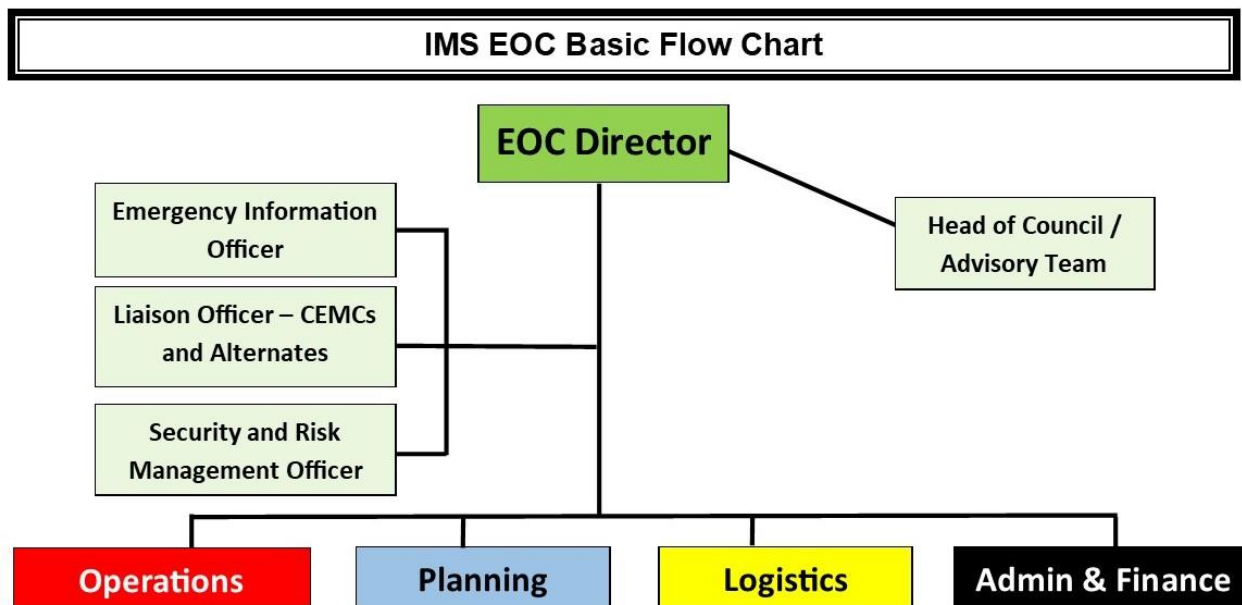 IMS EOC Basic Flow Chart
EOC Director
Emergency Information
Officer
Head of Council /
Advisory Team
Liaison Officer – CEMCs
and Alternates
Security and Risk
Management Officer
Operations
Planning
Logistics
Admin & Finance